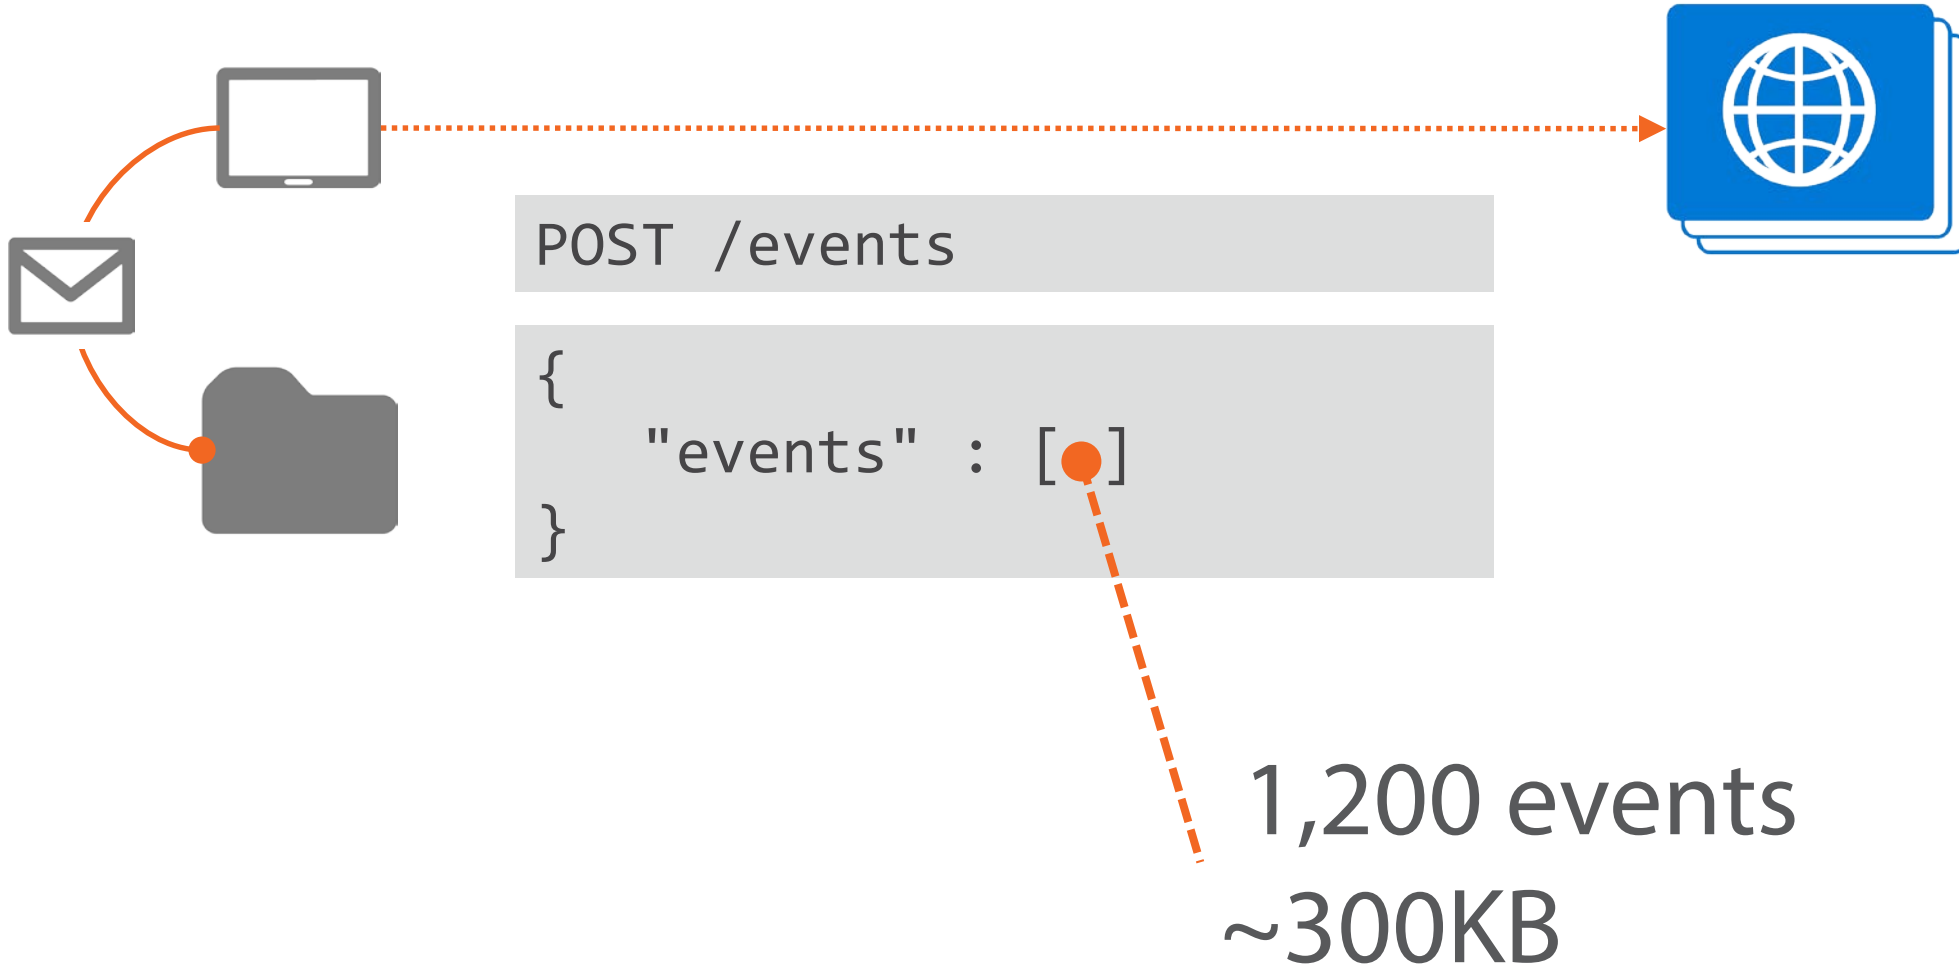 POST /events
{
"events" : [ ]
}
1,200 events
~300KB